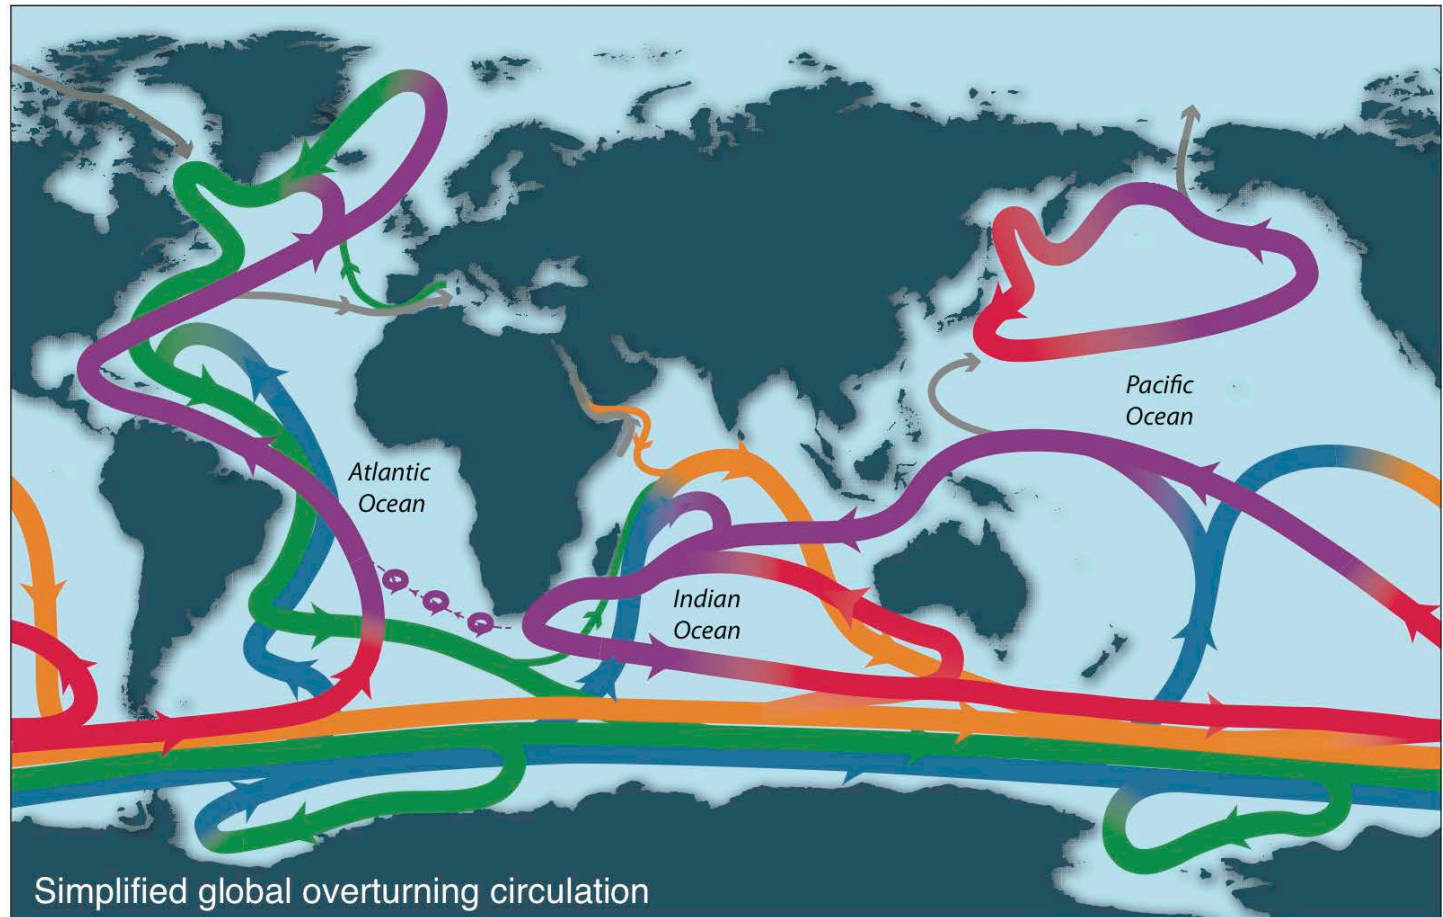 Pacific
Ocean
Atlantic
Ocean
Indian
Ocean
Simplified global overturning circulation